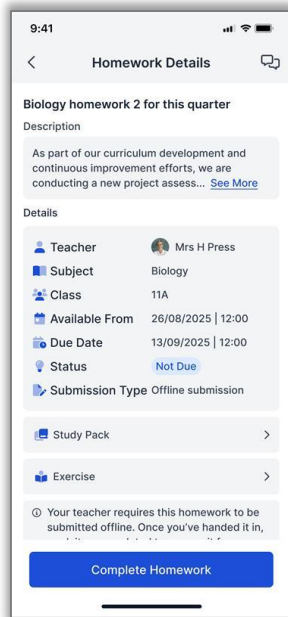 9:41
Homework Details
Biology homework 2 for this quarter
Description
As part of our curriculum development and
continuous improvement efforts, we are
conducting a new project assess... See More
Details
Teacher Mrs H Press
Subject Biology
Class 11A
Available From 26/08/2025 | 12:00
Due Date 13/09/2025 | 12:00
Status Not Due
Submission Type Offline submission
Study Pack
Exercise
Your teacher requires this homework to be
submitted offline. Once you've handed it in,
Complete Homework